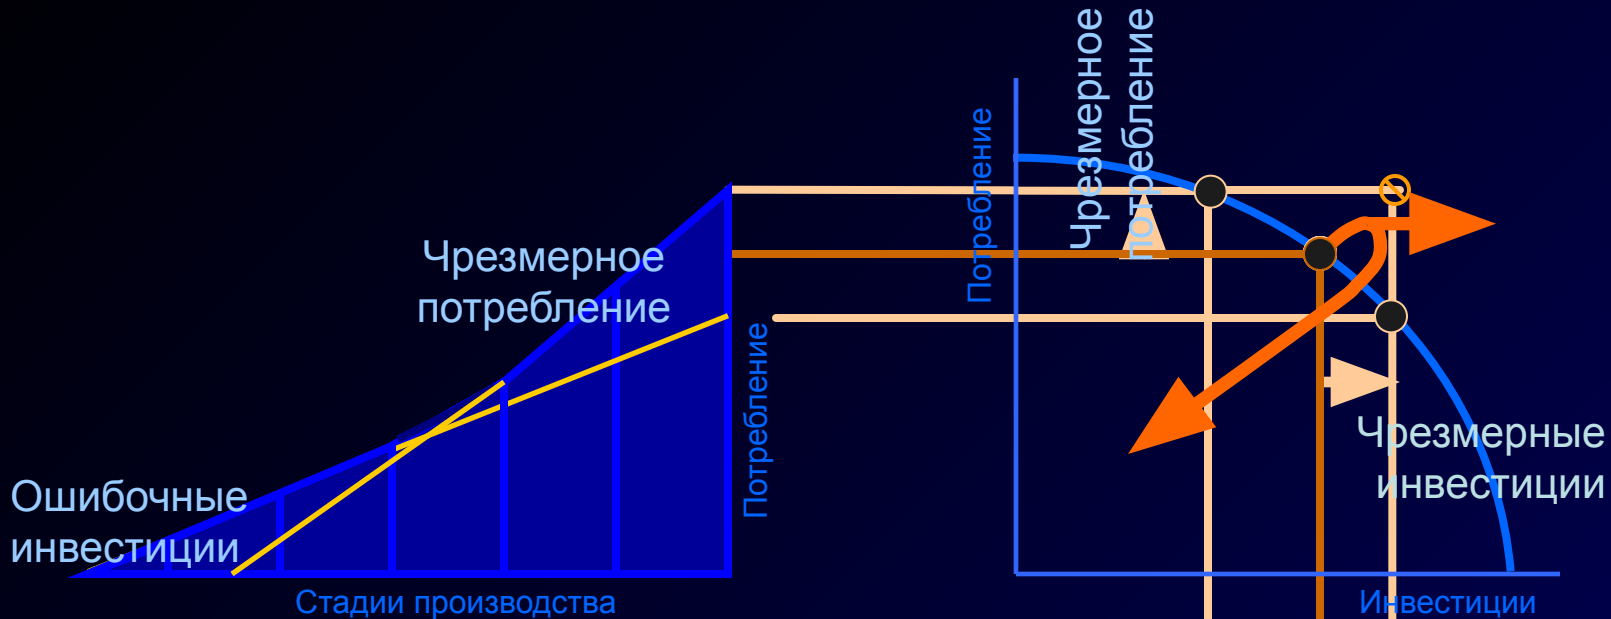 Чрезмерное
потребление
Ошибочные
инвестиции
Стадии производства
Потребление
Потребление
Чрезмерное
потребление
Чрезмерные
инвестиции
Инвестиции